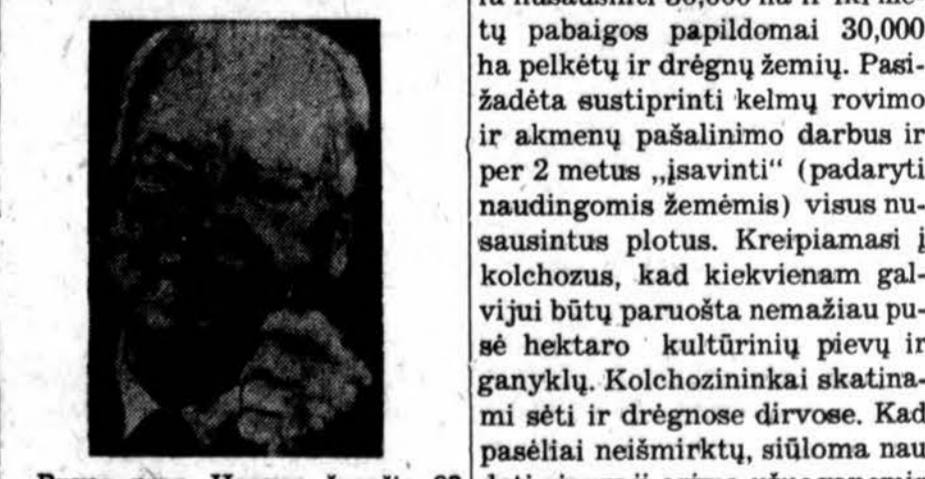 tų pabaigos papildomai 30,000
ha pelkėtų ir drėgnų žemių. Pasi-
žadėta sustiprinti kelmų rovimo
ir akmenų pašalinimo darbus ir
per 2 metus „įsavinti“ (padaryti
naudingomis žemėmis) visus nu-
sausintus plotus. Kreipiamasi į
kolchozus, kad kiekvienam gal-
vijui būtų paruošta nemažiau pu-
sė hektaro kultūrinių pievų ir
ganyklų. Kolchozininkai skatina-
mi sėti ir drėgnose dirvose. Kad
pasėliai neišmirktų, siūloma nau